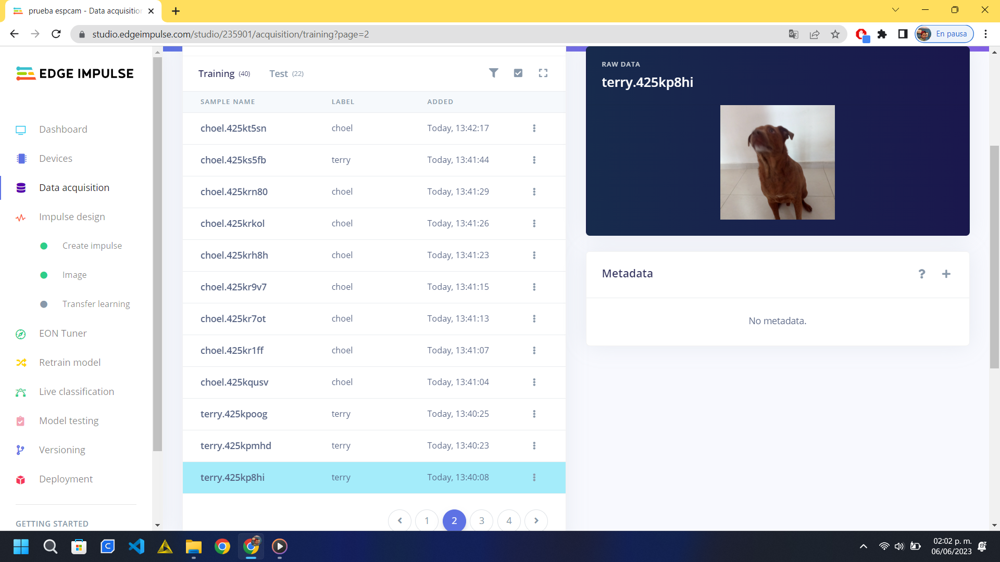 prueba espcam - Data acquisition
studio.edgeimpulse.com/studio/235901/acquisition/training?page=2
En pausa
EDGE IMPULSE
Dashboard
Devices
Data acquisition
Impulse design
Create impulse
Image
Transfer learning
EON Tuner
Retrain model
Live classification
Model testing
Versioning
Deployment
GETTING STARTED
Training (40) Test (22)
SAMPLE NAME LABEL ADDED
choel.425kt5sn choel Today, 13:42:17
choel.425ks5fb terry Today, 13:41:44
choel.425krn80 choel Today, 13:41:29
choel.425krkol choel Today, 13:41:26
choel.425krh8h choel Today, 13:41:23
choel.425kr9v7 choel Today, 13:41:15
choel.425kr7ot choel Today, 13:41:13
choel.425kr1ff choel Today, 13:41:07
choel.425kqusv choel Today, 13:41:04
terry.425kpoog terry Today, 13:40:25
terry.425kpmhd terry Today, 13:40:23
terry.425kp8hi terry Today, 13:40:08
1 2 3 4
RAW DATA
terry.425kp8hi
Metadata
No metadata.
02:02 p. m.
06/06/2023